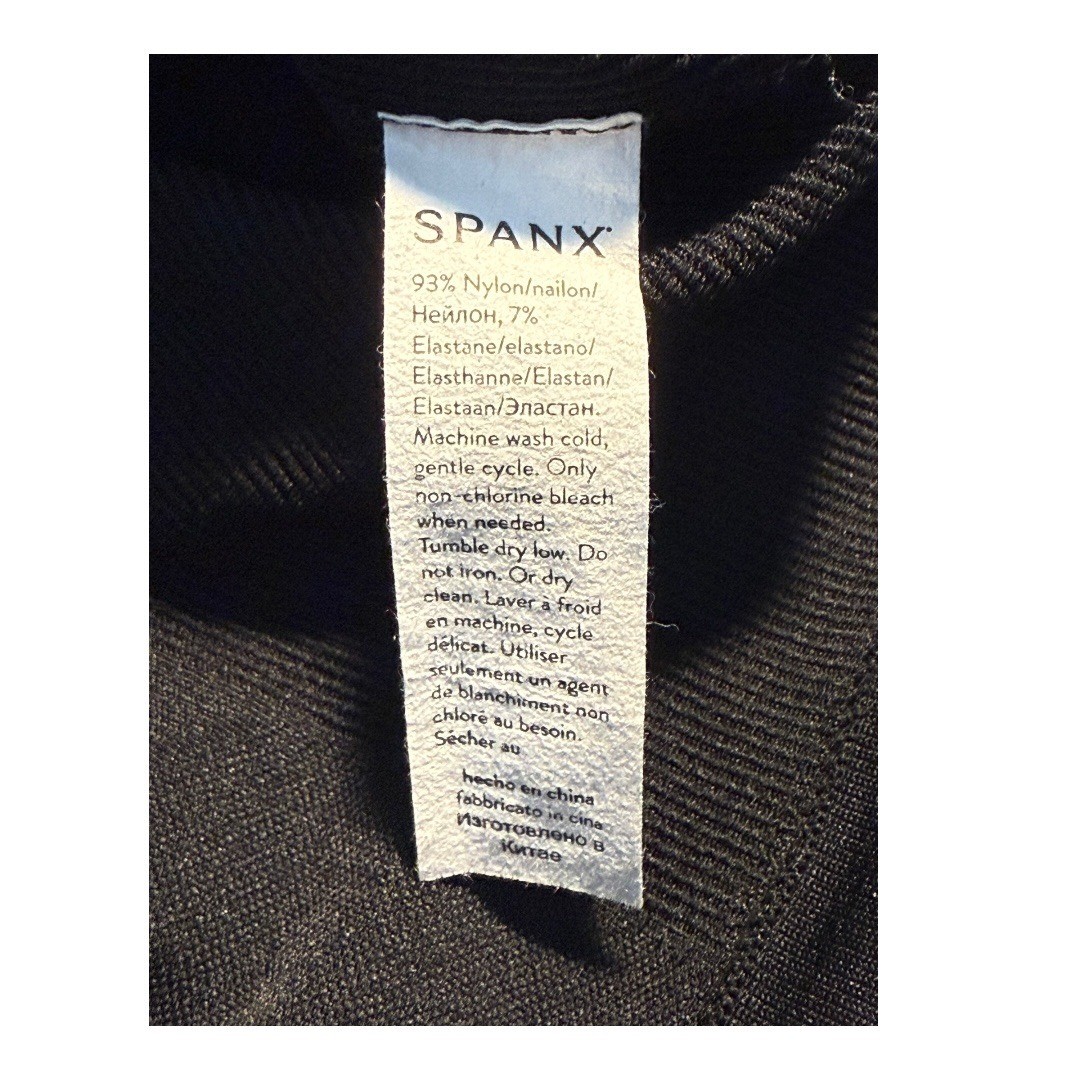 SPANX®
93% Nylon/nailon/
Нейлон, 7%
Elastane/elastano/
Elasthanne/Elastan/
Elastaan/Эластан.
Machine wash cold,
gentle cycle. Only
non-chlorine bleach
when needed.
Tumble dry low. Do
not iron. Or dry
clean. Laver à froid
en machine, cycle
délicat. Utiliser
seulement un agent
de blanchiment non
chloré au besoin.
Sécher au
hecho en china
fabbricato in cina
Изготовлено в
Китае